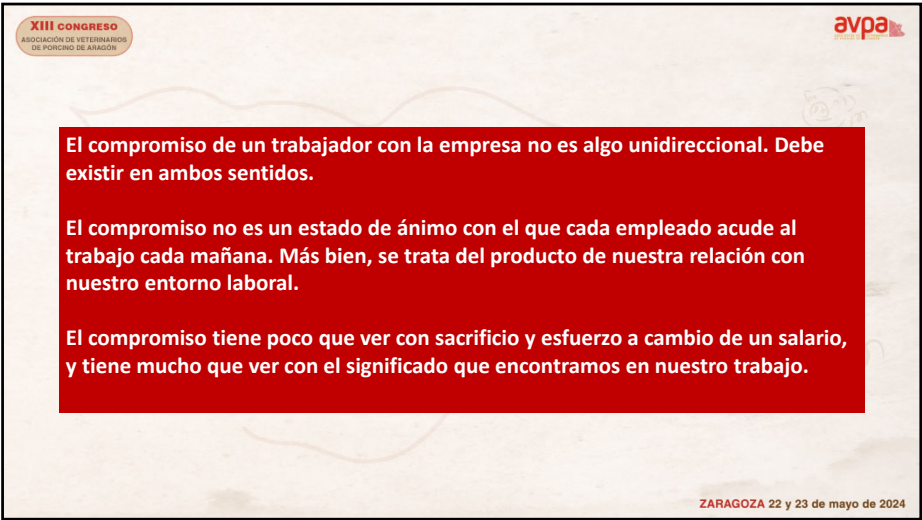 XIII CONGRESO
ASOCIACIÓN DE VETERINARIOS
DE PORCINO DE ARAGÓN
avpa
El compromiso de un trabajador con la empresa no es algo unidireccional. Debe
existir en ambos sentidos.
El compromiso no es un estado de ánimo con el que cada empleado acude al
trabajo cada mañana. Más bien, se trata del producto de nuestra relación con
nuestro entorno laboral.
El compromiso tiene poco que ver con sacrificio y esfuerzo a cambio de un salario,
y tiene mucho que ver con el significado que encontramos en nuestro trabajo.
ZARAGOZA 22 y 23 de mayo de 2024